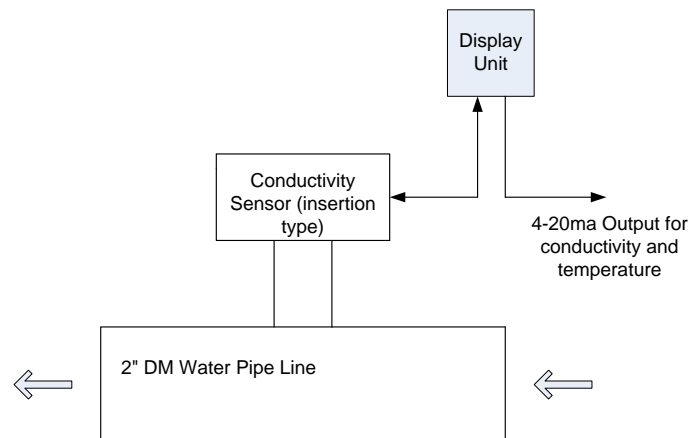 Display
Unit
Conductivity
Sensor (insertion
type)
4-20ma Output for
conductivity and
temperature
2" DM Water Pipe Line